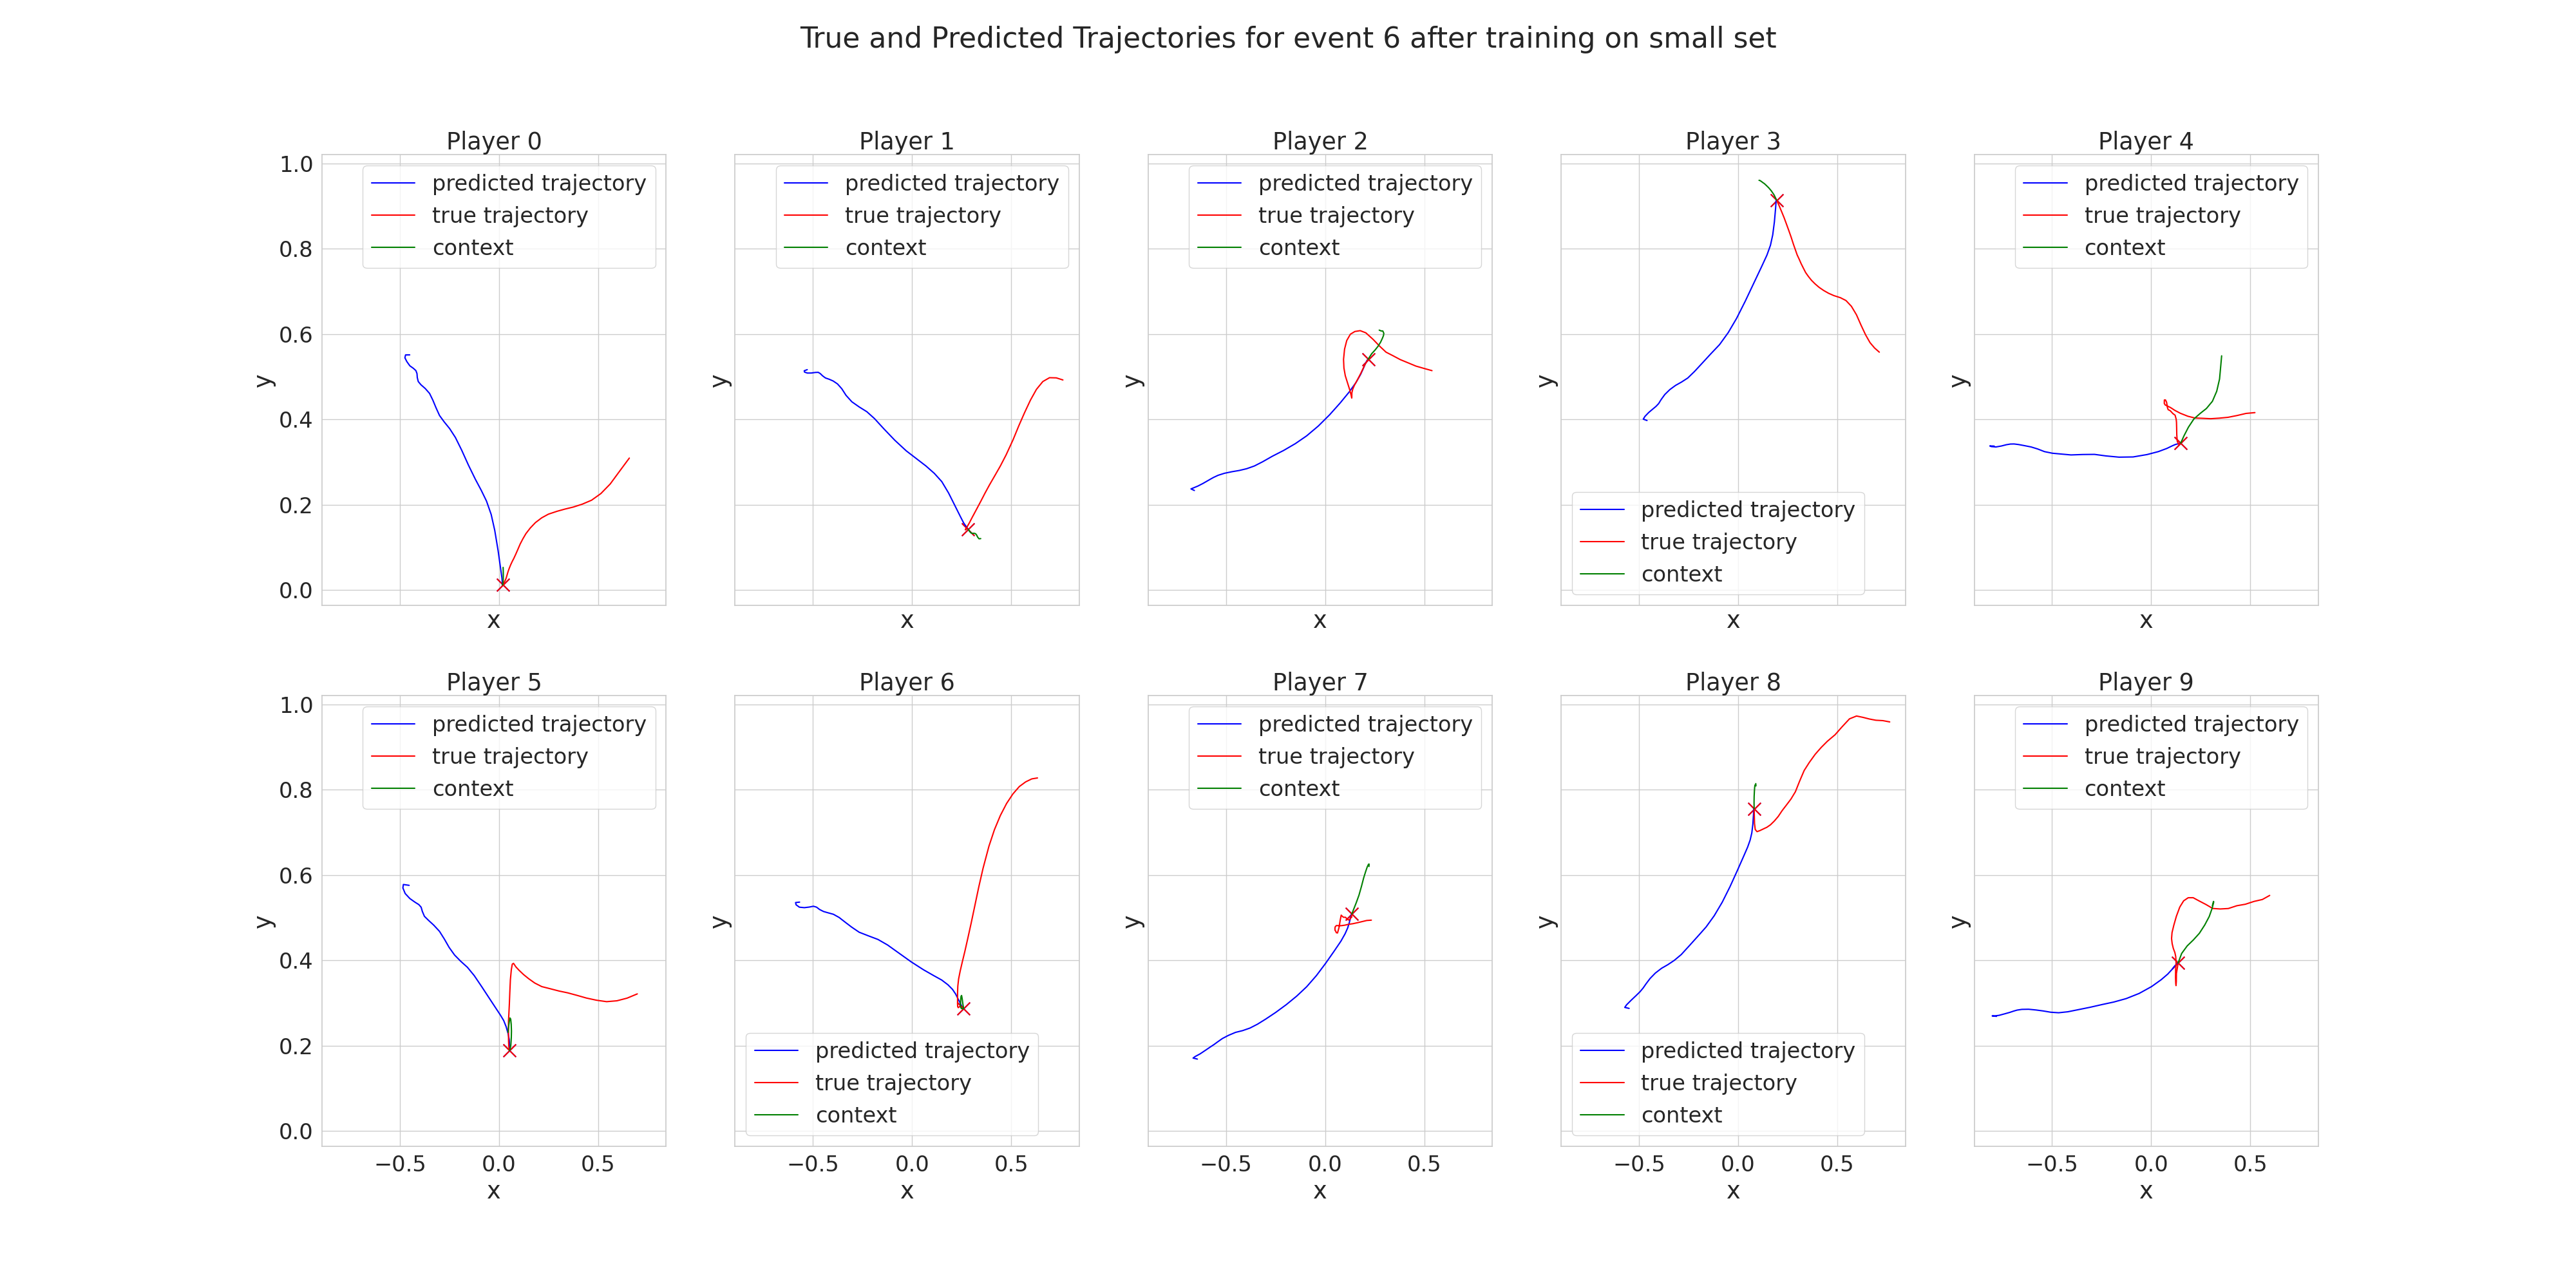 True and Predicted Trajectories for event 6 after training on small set
Player 0
Player 1
Player 2
Player 3
Player 4
1.0
0.8
0.6
0.4
0.2
0.0
y
x
predicted trajectory
true trajectory
context
y
x
predicted trajectory
true trajectory
context
y
x
predicted trajectory
true trajectory
context
y
x
predicted trajectory
true trajectory
context
y
x
predicted trajectory
true trajectory
context
Player 5
Player 6
Player 7
Player 8
Player 9
1.0
0.8
0.6
0.4
0.2
0.0
y
predicted trajectory
true trajectory
context
−0.5 0.0 0.5
x
y
predicted trajectory
true trajectory
context
−0.5 0.0 0.5
x
y
predicted trajectory
true trajectory
context
−0.5 0.0 0.5
x
y
predicted trajectory
true trajectory
context
−0.5 0.0 0.5
x
y
predicted trajectory
true trajectory
context
−0.5 0.0 0.5
x